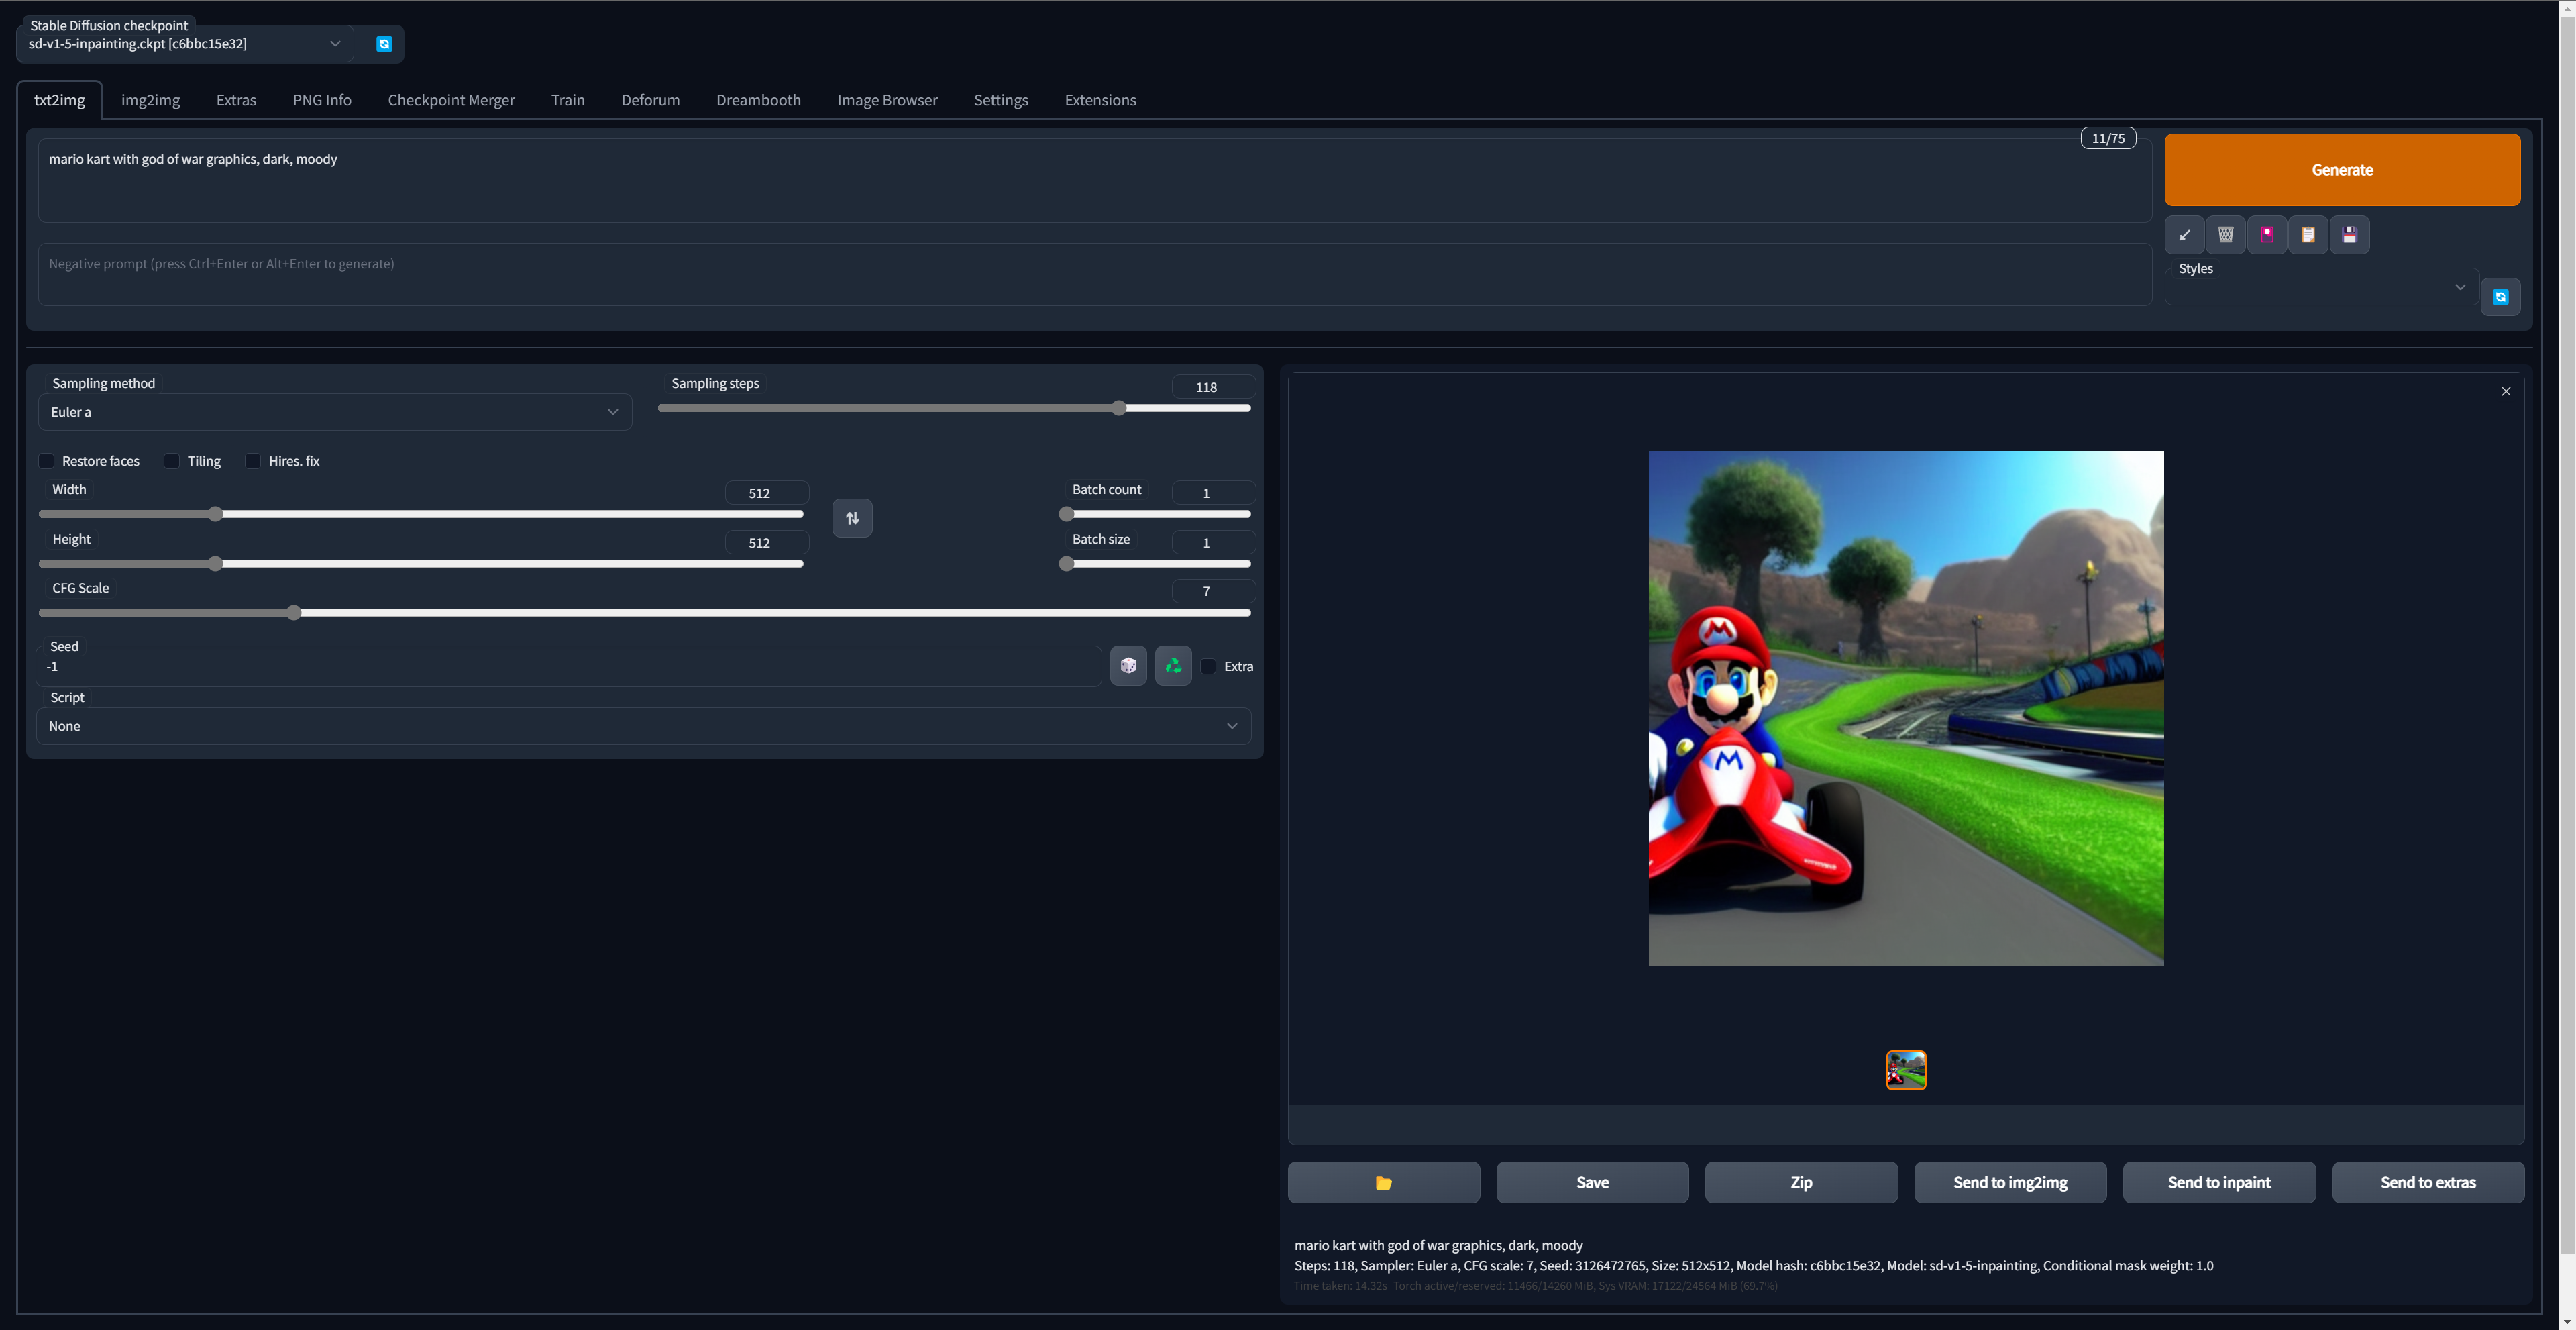 Stable Diffusion checkpoint
sd-v1-5-inpainting.ckpt [c6bbc15e32]
txt2img img2img Extras PNG Info Checkpoint Merger Train Deforum Dreambooth Image Browser Settings Extensions
11/75
mario kart with god of war graphics, dark, moody
Generate
Negative prompt (press Ctrl+Enter or Alt+Enter to generate)
Styles
Sampling method
Euler a
Sampling steps
118
Restore faces Tiling Hires. fix
Width
512
Batch count
1
Height
512
Batch size
1
CFG Scale
7
Seed
-1
Extra
Script
None
M
M
Save Zip Send to img2img Send to inpaint Send to extras
mario kart with god of war graphics, dark, moody
Steps: 118, Sampler: Euler a, CFG scale: 7, Seed: 3126472765, Size: 512x512, Model hash: c6bbc15e32, Model: sd-v1-5-inpainting, Conditional mask weight: 1.0
Time taken: 14.32s Torch active/reserved: 11466/14260 MiB, Sys VRAM: 17122/24564 MiB (69.7%)